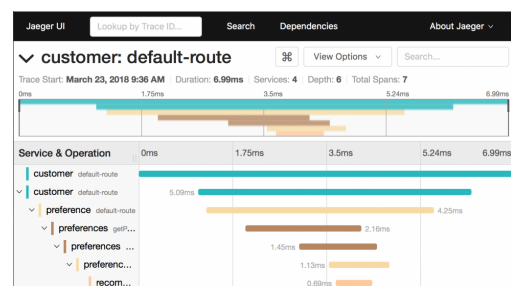 Jaeger UI Lookup by Trace ID... Search Dependencies About Jaeger
customer: default-route ⌘ View Options Search...
Trace Start: March 23, 2018 9:36 AM Duration: 6.99ms Services: 4 Depth: 6 Total Spans: 7
0ms 1.75ms 3.5ms 5.24ms 6.99ms
Service & Operation 0ms 1.75ms 3.5ms 5.24ms 6.99ms
customer default-route
customer default-route 5.09ms
preference default-route 4.25ms
preferences getP... 2.16ms
preferences ... 1.45ms
preferenc... 1.13ms
recom... 0.69ms